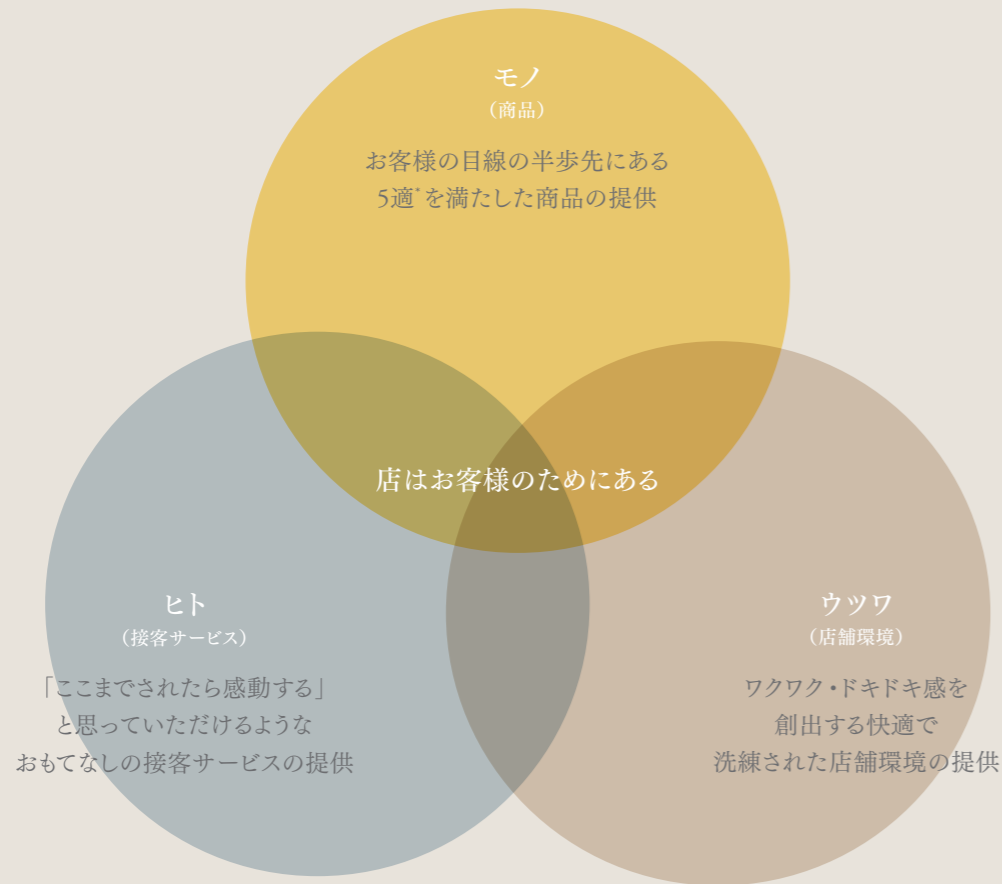 モノ
（商品）
お客様の目線の半歩先にある
5適*を満たした商品の提供
店はお客様のためにある
ヒト
（接客サービス）
「ここまでされたら感動する」
と思っていただけるような
おもてなしの接客サービスの提供
ウツワ
（店舗環境）
ワクワク・ドキドキ感を
創出する快適で
洗練された店舗環境の提供